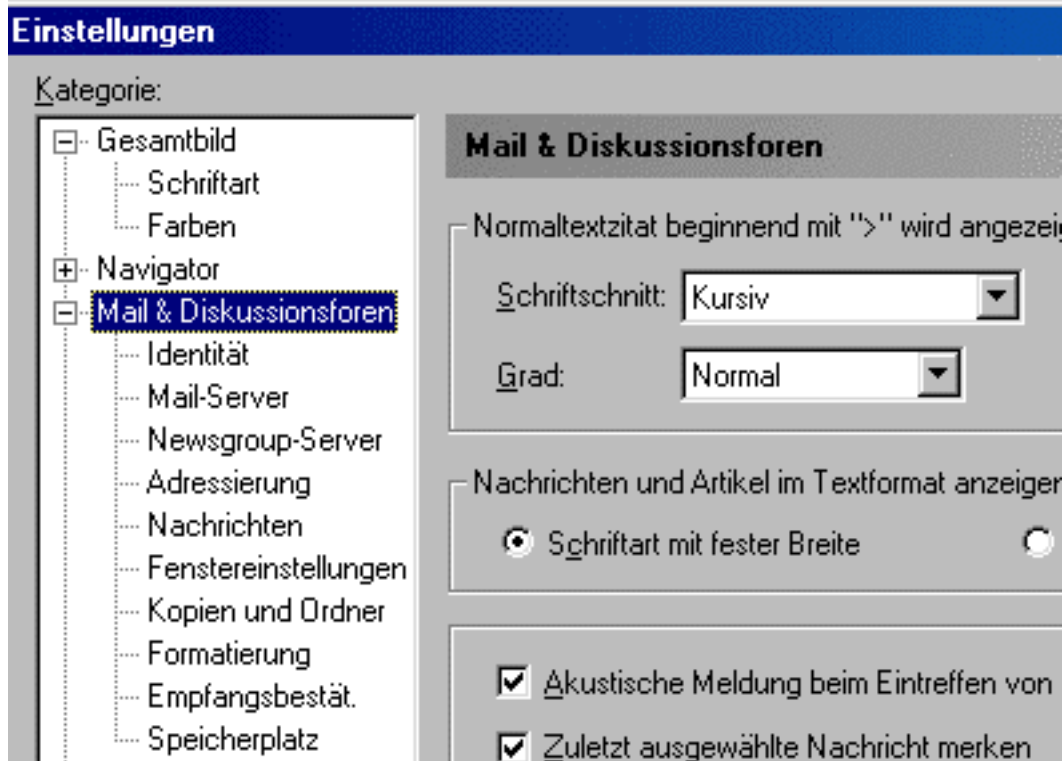 Einstellungen
Kategorie:
Gesamtbild
Schriftart
Farben
Navigator
Mail & Diskussionsforen
Identität
Mail-Server
Newsgroup-Server
Adressierung
Nachrichten
Fenstereinstellungen
Kopien und Ordner
Formatierung
Empfangsbestät.
Speicherplatz
Mail & Diskussionsforen
Normaltextzitat beginnend mit ">" wird
Schriftschnitt: Kursiv
Grad: Normal
Nachrichten und Artikel im Textformat
Schriftart mit fester Breite
Akustische Meldung beim Eintreffen von
Zuletzt ausgewählte Nachricht merken